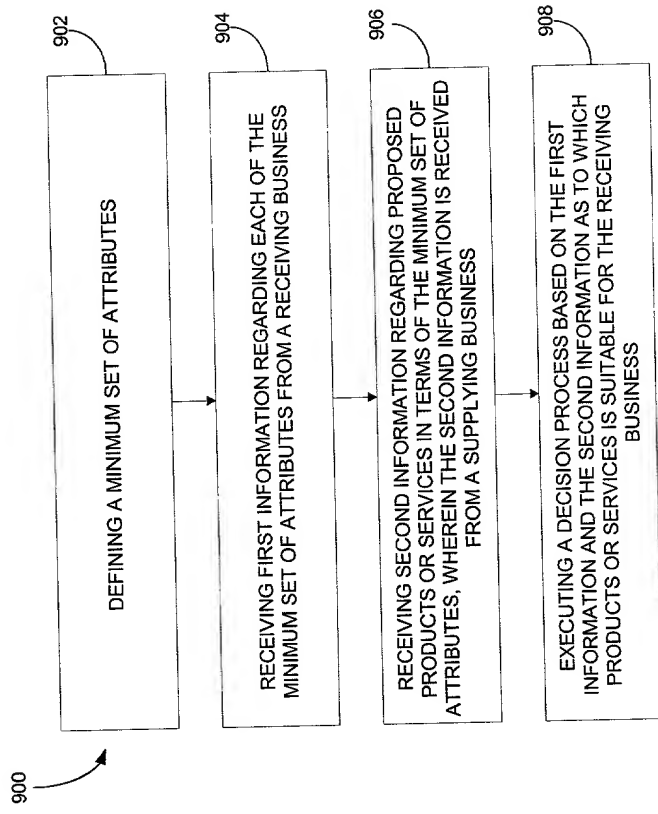 900
902
DEFINING A MINIMUM SET OF ATTRIBUTES
904
RECEIVING FIRST INFORMATION REGARDING EACH OF THE
MINIMUM SET OF ATTRIBUTES FROM A RECEIVING BUSINESS
906
RECEIVING SECOND INFORMATION REGARDING PROPOSED
PRODUCTS OR SERVICES IN TERMS OF THE MINIMUM SET OF
ATTRIBUTES, WHEREIN THE SECOND INFORMATION IS RECEIVED
FROM A SUPPLYING BUSINESS
908
EXECUTING A DECISION PROCESS BASED ON THE FIRST
INFORMATION AND THE SECOND INFORMATION AS TO WHICH
PRODUCTS OR SERVICES IS SUITABLE FOR THE RECEIVING
BUSINESS